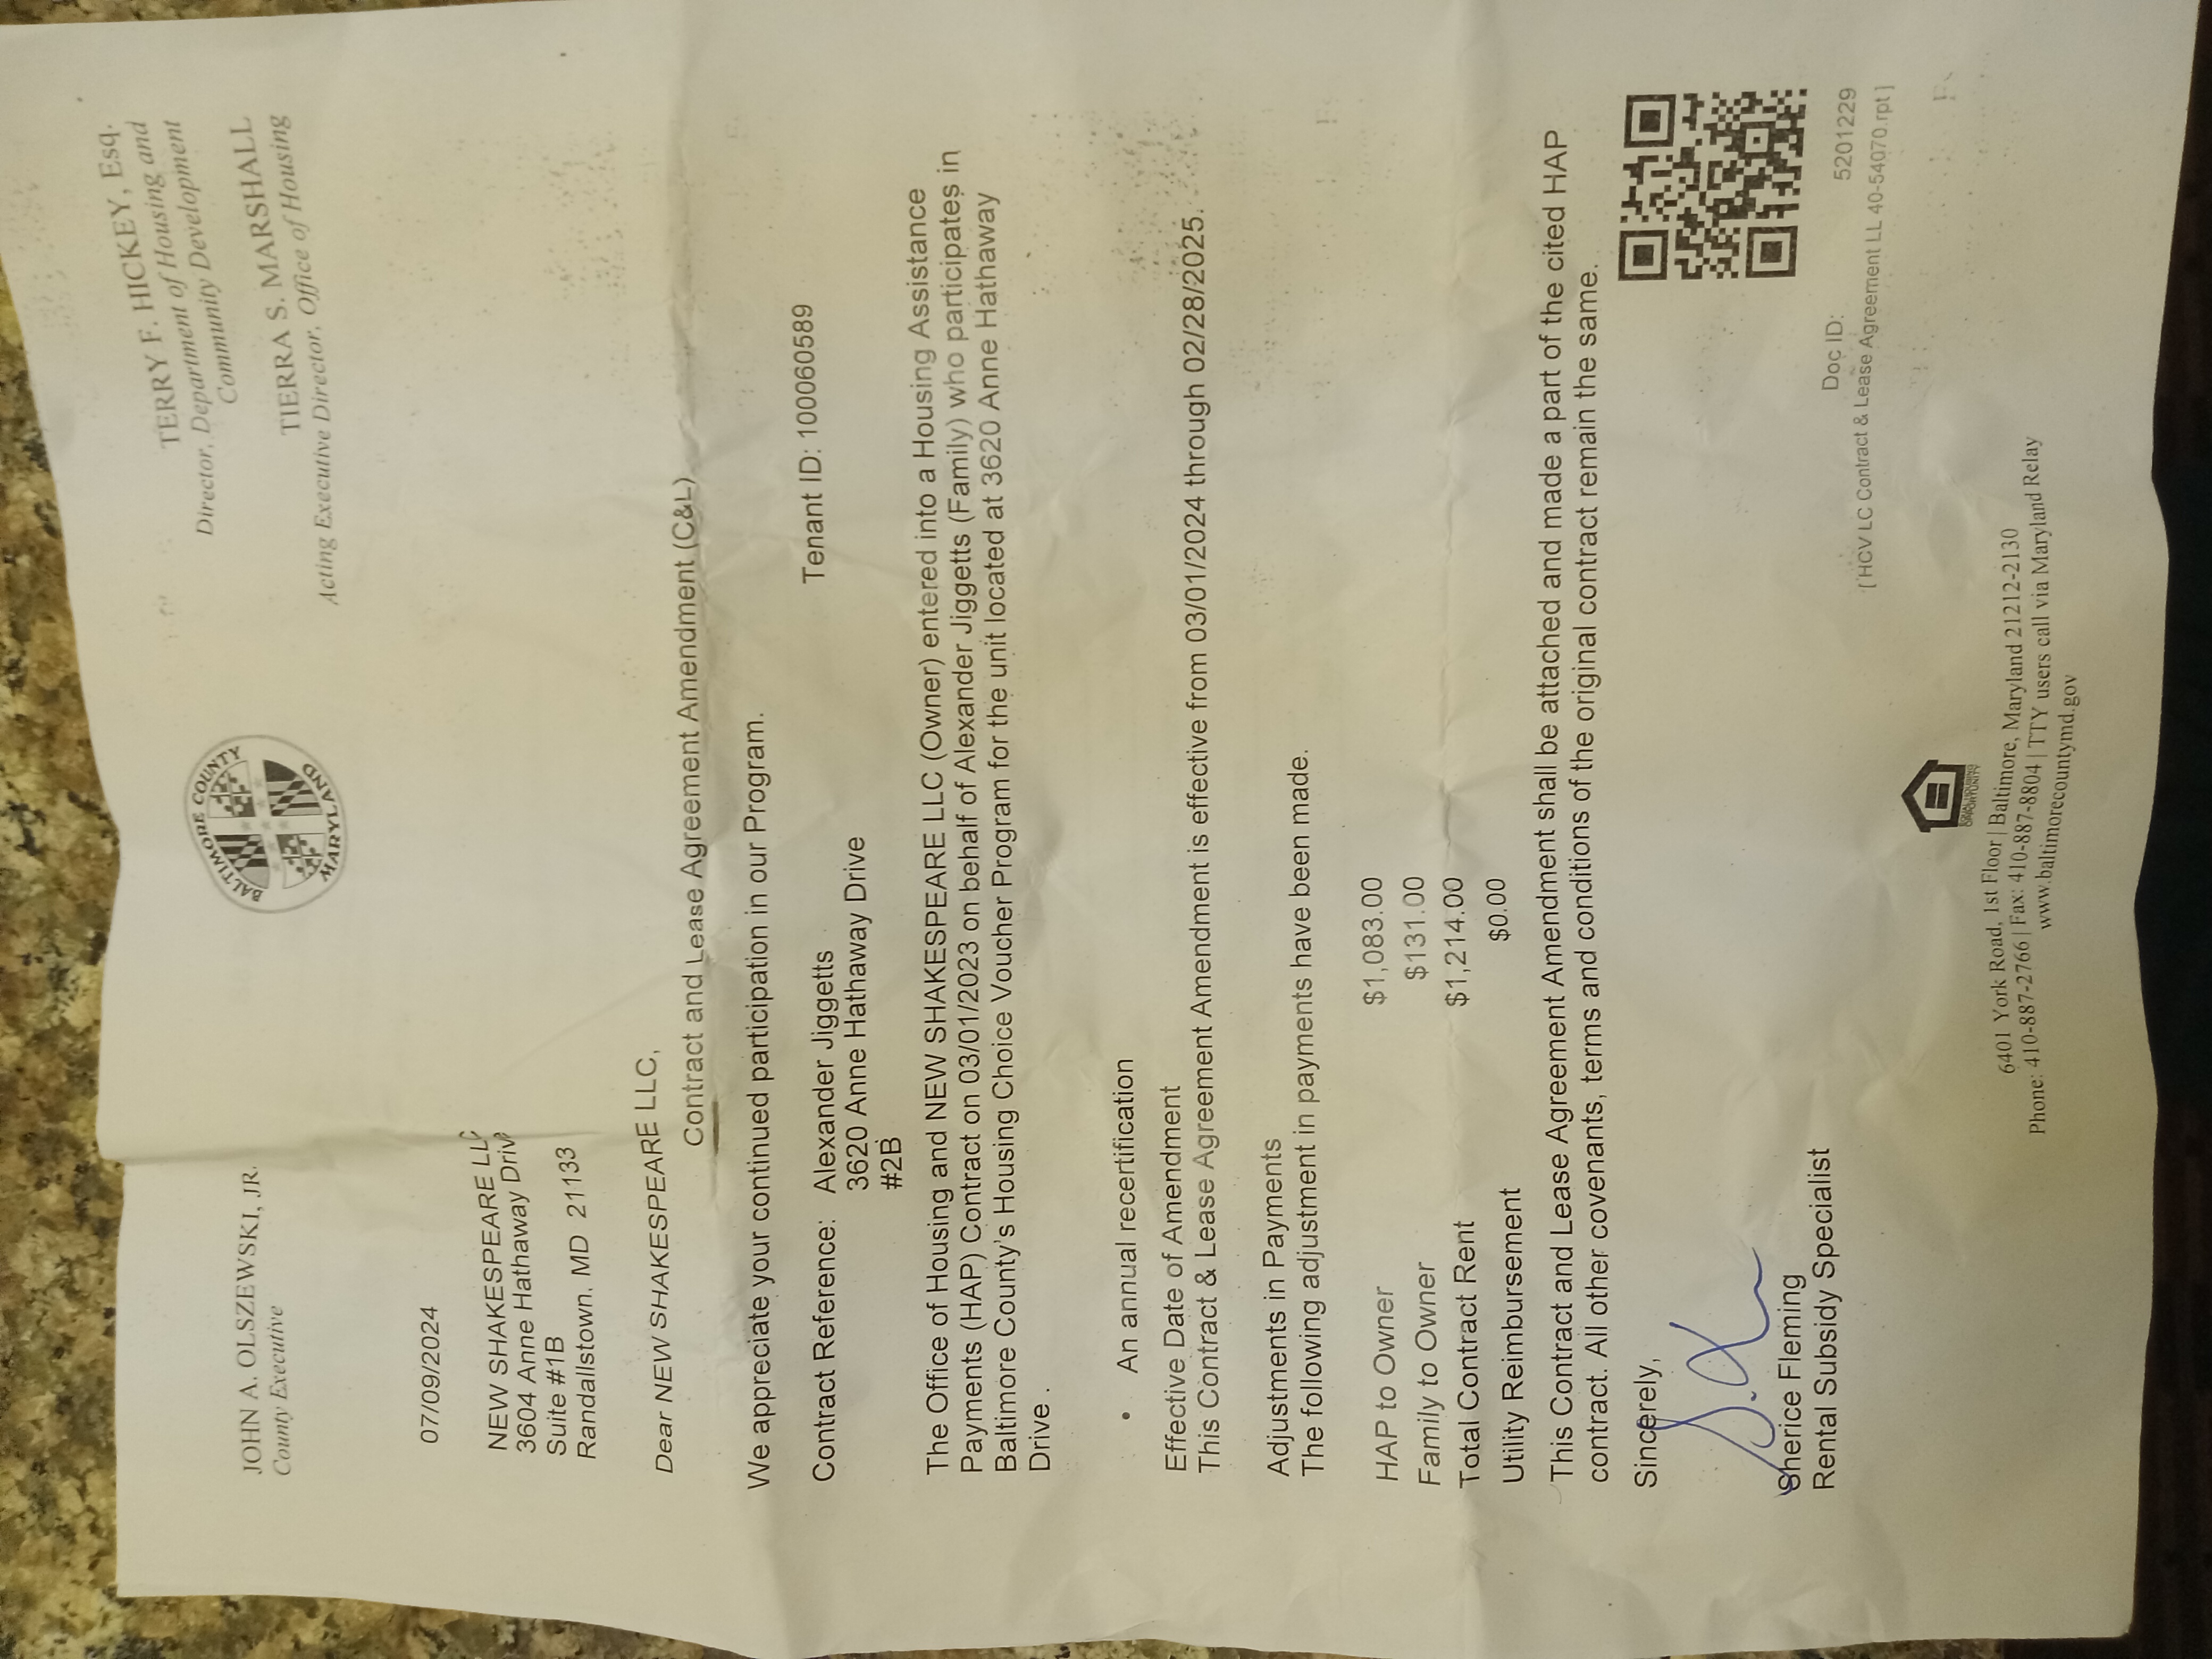 JOHN A. OLSZEWSKI, JR.
County Executive
BALTIMORE COUNTY
MARYLAND
TERRY F. HICKEY, Esq.
Director, Department of Housing and
Community Development
TIERRA S. MARSHALL
Acting Executive Director, Office of Housing
07/09/2024
NEW SHAKESPEARE LLC
3604 Anne Hathaway Drive
Suite #1B
Randallstown, MD 21133
Dear NEW SHAKESPEARE LLC,
Contract and Lease Agreement Amendment (C&L)
We appreciate your continued participation in our Program.
Contract Reference: Alexander Jiggetts Tenant ID: 100060589
3620 Anne Hathaway Drive
#2B
The Office of Housing and NEW SHAKESPEARE LLC (Owner) entered into a Housing Assistance
Payments (HAP) Contract on 03/01/2023 on behalf of Alexander Jiggetts (Family) who participates in
Baltimore County's Housing Choice Voucher Program for the unit located at 3620 Anne Hathaway
Drive.
• An annual recertification
Effective Date of Amendment
This Contract & Lease Agreement Amendment is effective from 03/01/2024 through 02/28/2025.
Adjustments in Payments
The following adjustment in payments have been made.
HAP to Owner $1,083.00
Family to Owner $131.00
Total Contract Rent $1,214.00
Utility Reimbursement $0.00
This Contract and Lease Agreement Amendment shall be attached and made a part of the cited HAP
contract. All other covenants, terms and conditions of the original contract remain the same.
Sincerely,
Sherice Fleming
Rental Subsidy Specialist
Doc ID: 5201229
[HCV LC Contract & Lease Agreement LL 40-54070.rpt]
6401 York Road, 1st Floor | Baltimore, Maryland 21212-2130
Phone: 410-887-2766 | Fax: 410-887-8804 | TTY users call via Maryland Relay
www.baltimorecountymd.gov